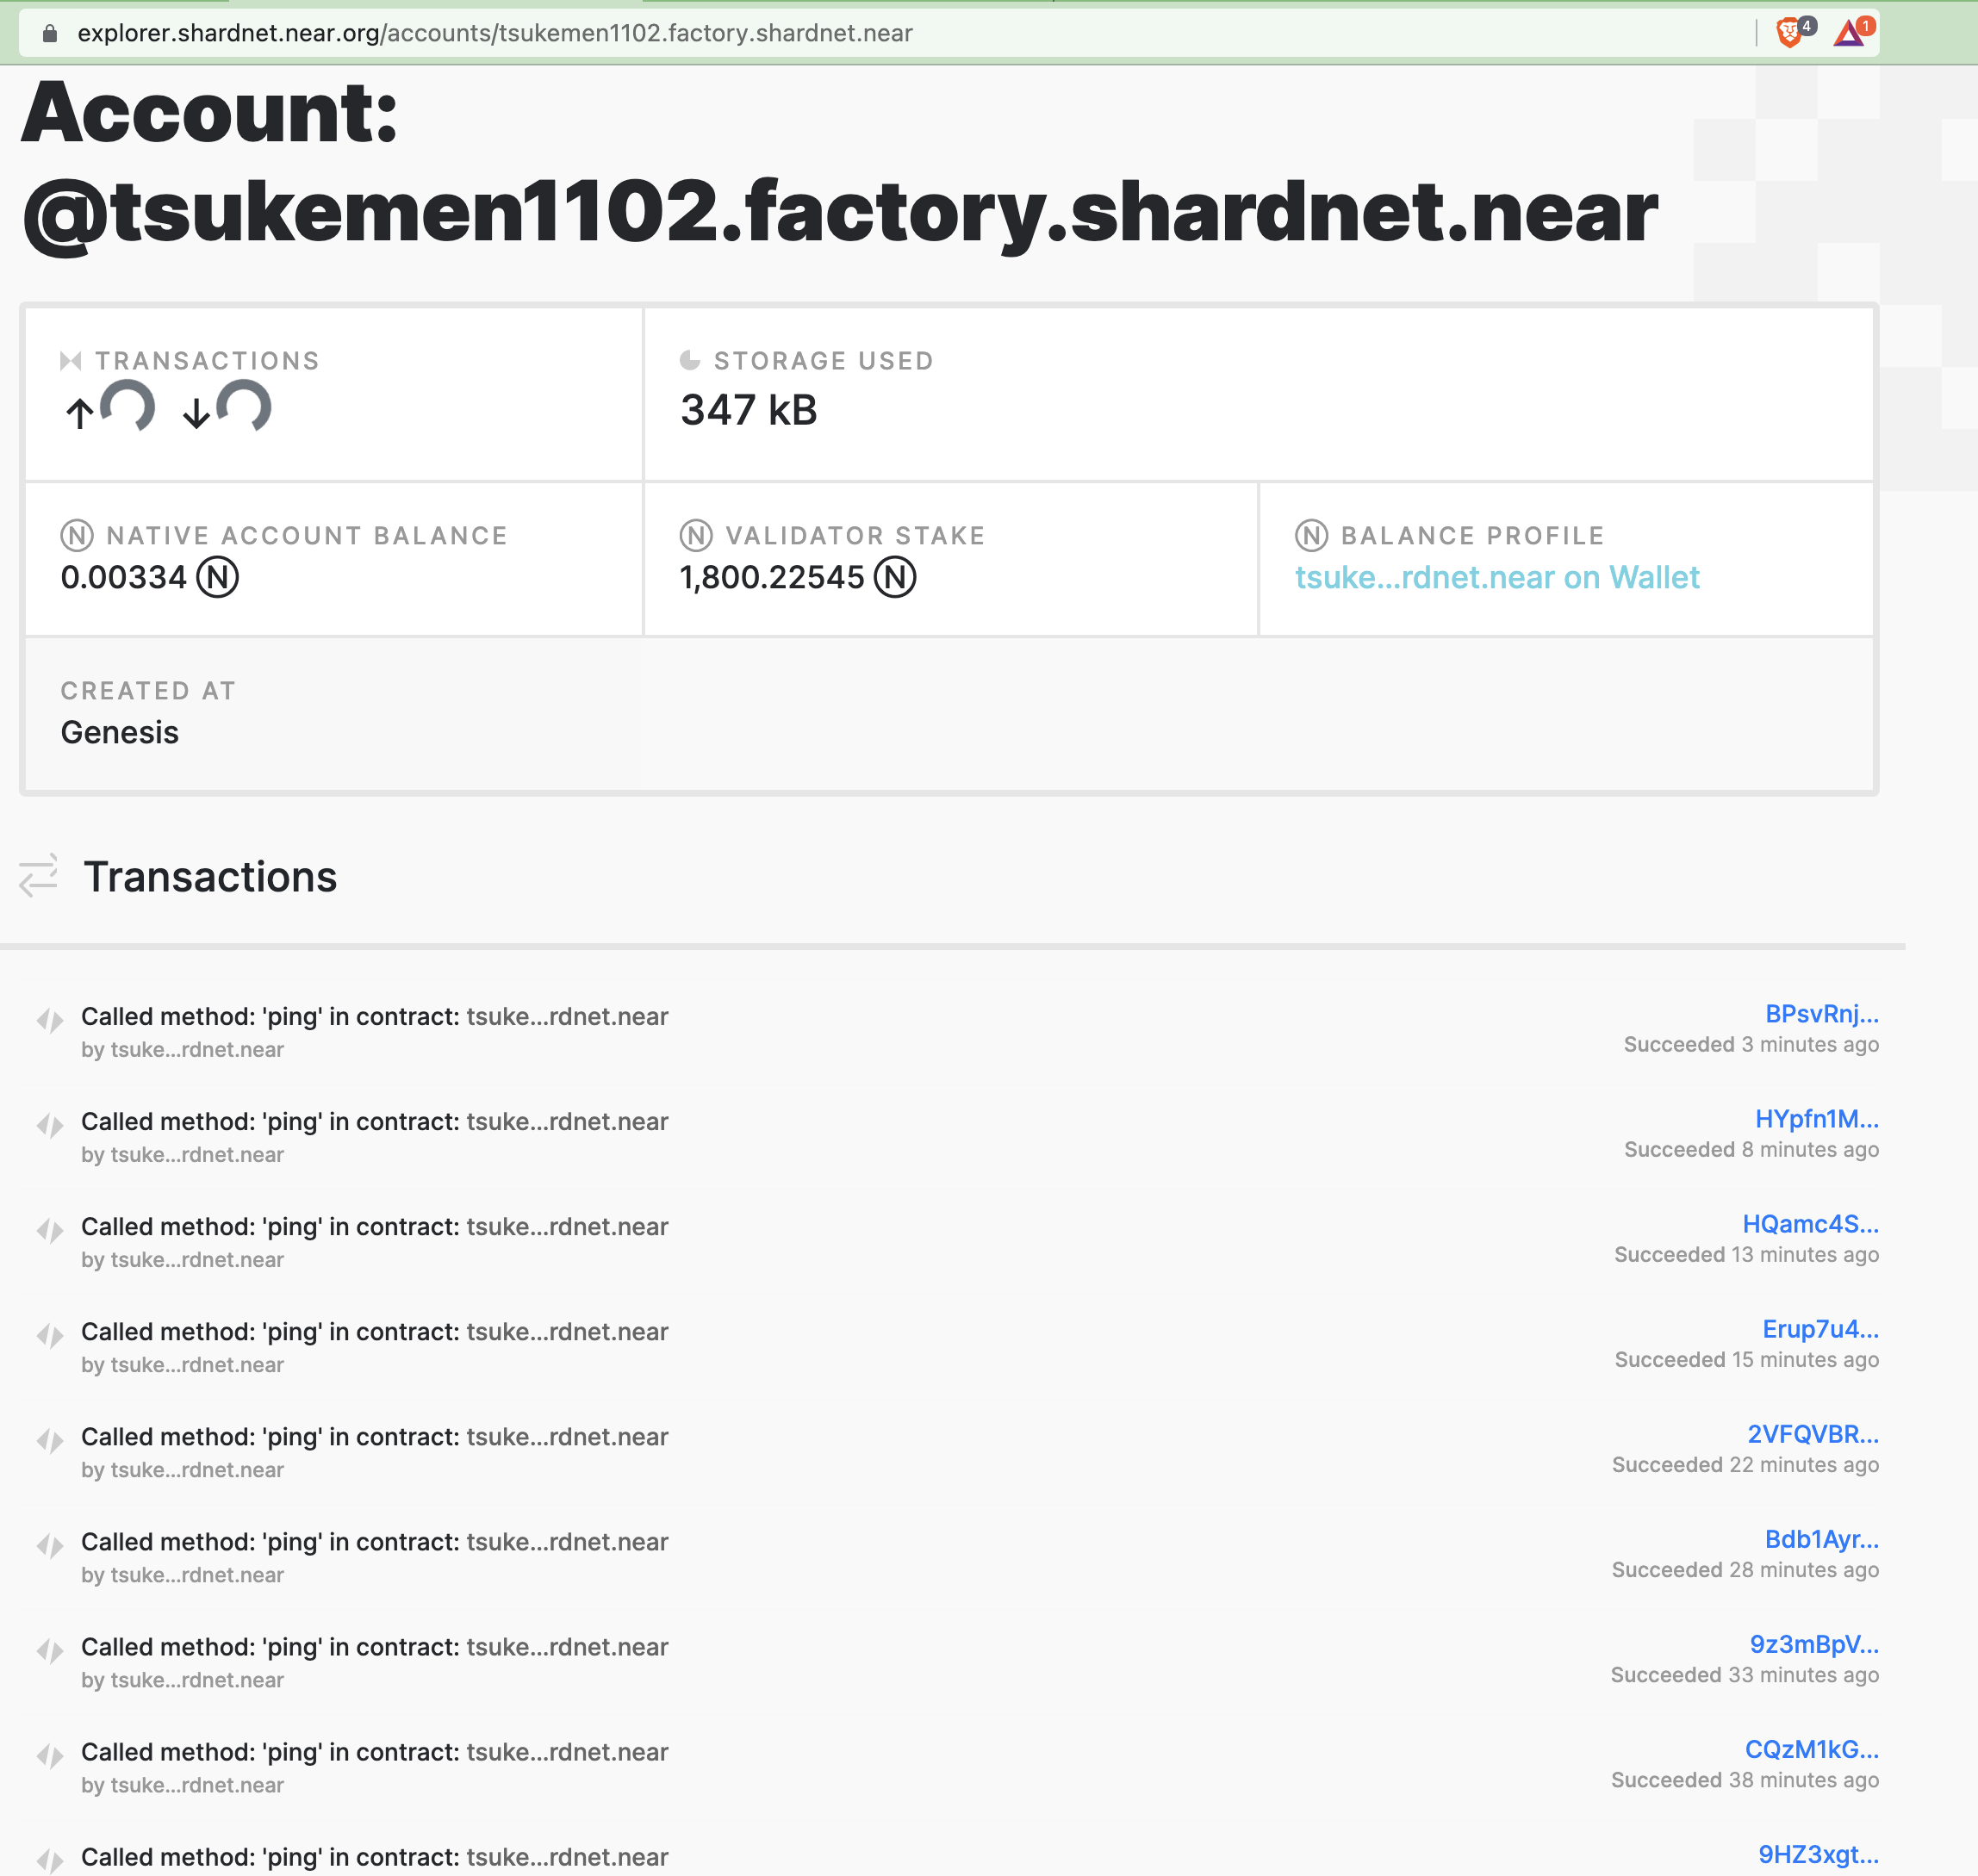 explorer.shardnet.near.org/accounts/tsukemen1102.factory.shardnet.near
4
1
Account:
@tsukemen1102.factory.shardnet.near
TRANSACTIONS
↑ ↓
STORAGE USED
347 kB
NATIVE ACCOUNT BALANCE
0.00334 N
VALIDATOR STAKE
1,800.22545 N
BALANCE PROFILE
tsuke...rdnet.near on Wallet
CREATED AT
Genesis
Transactions
Called method: 'ping' in contract: tsuke...rdnet.near
BPsvRnj...
by tsuke...rdnet.near
Succeeded 3 minutes ago
Called method: 'ping' in contract: tsuke...rdnet.near
HYpfn1M...
by tsuke...rdnet.near
Succeeded 8 minutes ago
Called method: 'ping' in contract: tsuke...rdnet.near
HQamc4S...
by tsuke...rdnet.near
Succeeded 13 minutes ago
Called method: 'ping' in contract: tsuke...rdnet.near
Erup7u4...
by tsuke...rdnet.near
Succeeded 15 minutes ago
Called method: 'ping' in contract: tsuke...rdnet.near
2VFQVBR...
by tsuke...rdnet.near
Succeeded 22 minutes ago
Called method: 'ping' in contract: tsuke...rdnet.near
Bdb1Ayr...
by tsuke...rdnet.near
Succeeded 28 minutes ago
Called method: 'ping' in contract: tsuke...rdnet.near
9z3mBpV...
by tsuke...rdnet.near
Succeeded 33 minutes ago
Called method: 'ping' in contract: tsuke...rdnet.near
CQzM1kG...
by tsuke...rdnet.near
Succeeded 38 minutes ago
Called method: 'ping' in contract: tsuke...rdnet.near
9HZ3xgt...